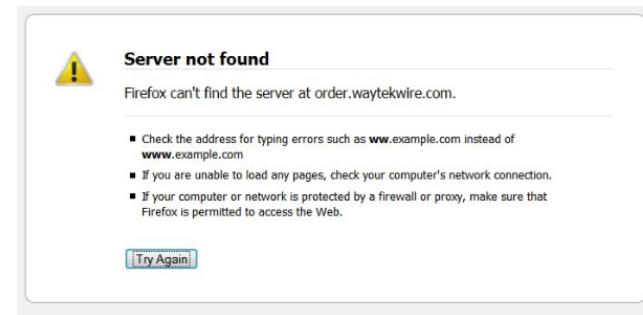 Server not found
Firefox can't find the server at order.waytekwire.com.
Check the address for typing errors such as ww.example.com instead of
www.example.com
If you are unable to load any pages, check your computer's network connection.
If your computer or network is protected by a firewall or proxy, make sure that
Firefox is permitted to access the Web.
Try Again